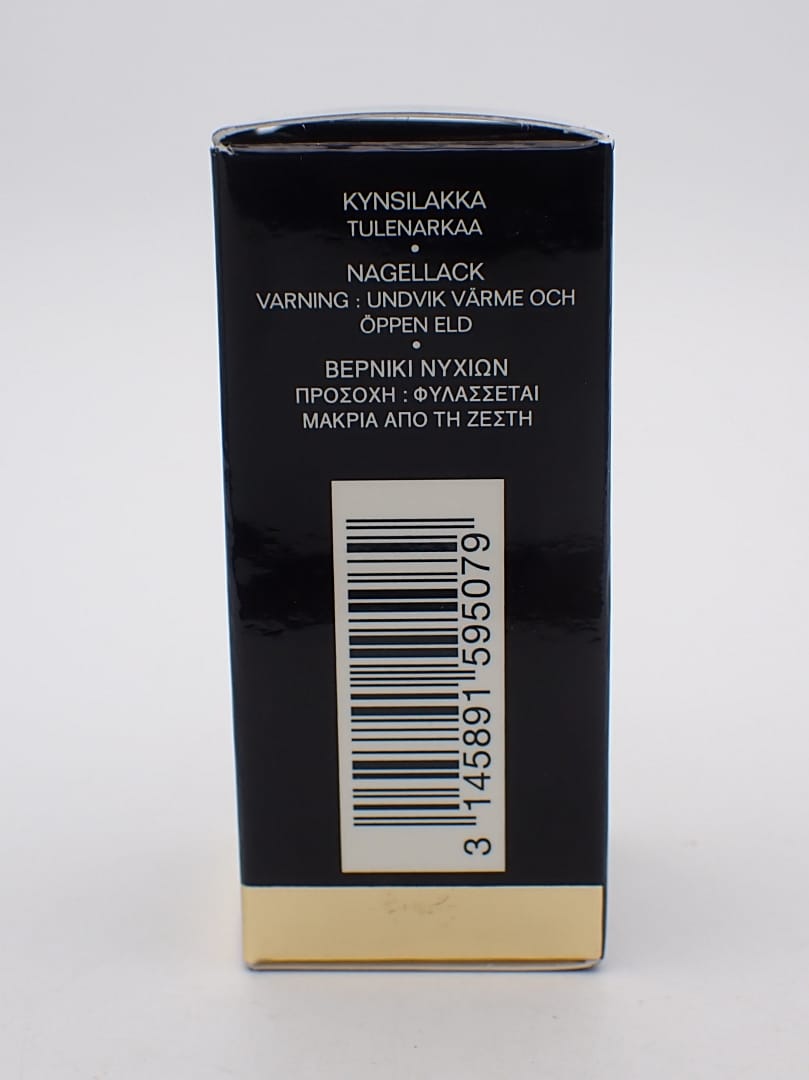 KYNSILAKKA
TULENARKAA
•
NAGELLACK
VARNING : UNDVIK VÄRME OCH
ÖPPEN ELD
•
ΒΕΡΝΙΚΙ ΝΥΧΙΩΝ
ΠΡΟΣΟΧΗ : ΦΥΛΑΣΣΕΤΑΙ
ΜΑΚΡΙΑ ΑΠΟ ΤΗ ΖΕΣΤΗ
3 145891 595079